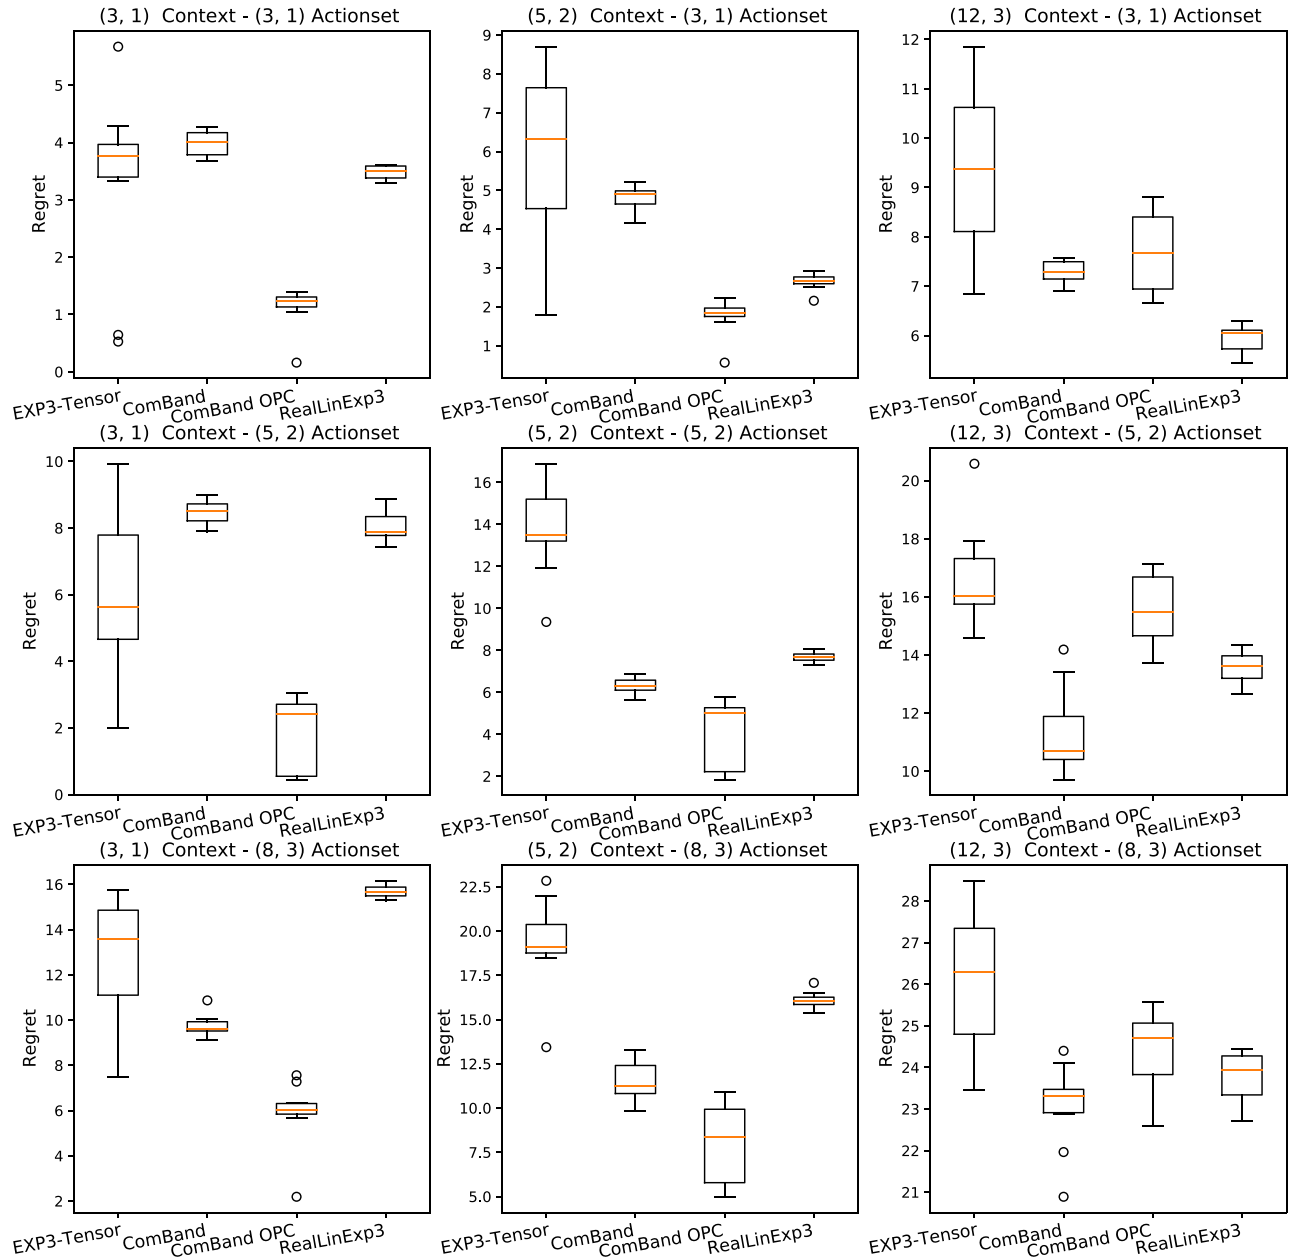 (3, 1)  Context - (3, 1) Actionset
Regret
5
4
3
2
1
0
EXP3-Tensor
ComBand
ComBand OPC
RealLinExp3
(5, 2)  Context - (3, 1) Actionset
Regret
9
8
7
6
5
4
3
2
1
EXP3-Tensor
ComBand
ComBand OPC
RealLinExp3
(12, 3)  Context - (3, 1) Actionset
Regret
12
11
10
9
8
7
6
EXP3-Tensor
ComBand
ComBand OPC
RealLinExp3
(3, 1)  Context - (5, 2) Actionset
Regret
10
8
6
4
2
0
EXP3-Tensor
ComBand
ComBand OPC
RealLinExp3
(5, 2)  Context - (5, 2) Actionset
Regret
16
14
12
10
8
6
4
2
EXP3-Tensor
ComBand
ComBand OPC
RealLinExp3
(12, 3)  Context - (5, 2) Actionset
Regret
20
18
16
14
12
10
EXP3-Tensor
ComBand
ComBand OPC
RealLinExp3
(3, 1)  Context - (8, 3) Actionset
Regret
16
14
12
10
8
6
4
2
EXP3-Tensor
ComBand
ComBand OPC
RealLinExp3
(5, 2)  Context - (8, 3) Actionset
Regret
22.5
20.0
17.5
15.0
12.5
10.0
7.5
5.0
EXP3-Tensor
ComBand
ComBand OPC
RealLinExp3
(12, 3)  Context - (8, 3) Actionset
Regret
28
27
26
25
24
23
22
21
EXP3-Tensor
ComBand
ComBand OPC
RealLinExp3